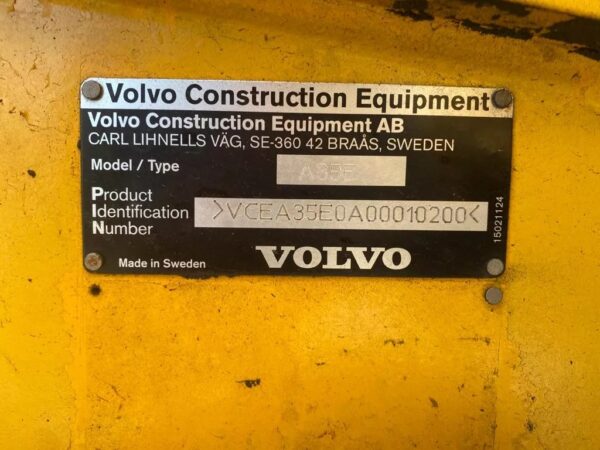 Volvo Construction Equipment
Volvo Construction Equipment AB
CARL LIHNELLS VÄG, SE-360 42 BRAÅS, SWEDEN
Model / Type A35E
Product
Identification >VCEA35E0A00010200<
Number
15021124
Made in Sweden VOLVO